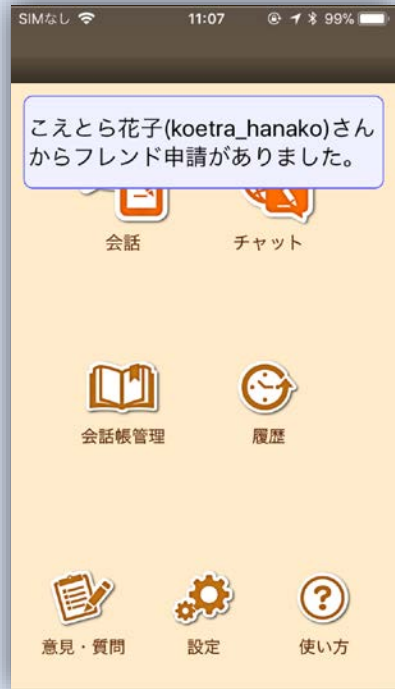 SIMなし 11:07 99%
こえとら花子(koetra_hanako)さん
からフレンド申請がありました。
会話 チャット
会話帳管理 履歴
意見・質問 設定 使い方